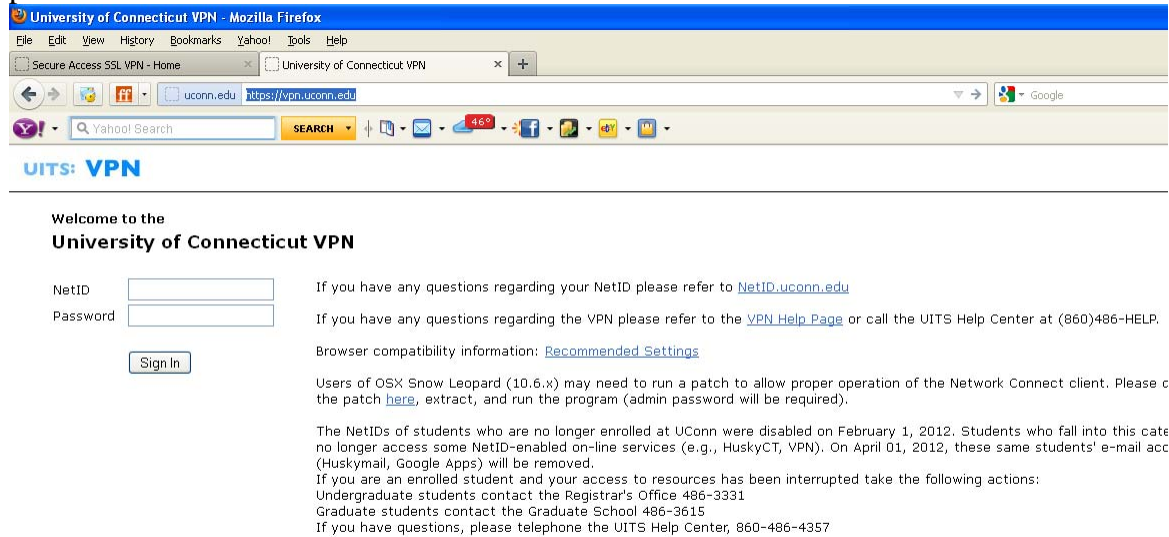 University of Connecticut VPN - Mozilla Firefox
File Edit View History Bookmarks Yahoo! Tools Help
Secure Access SSL VPN - Home × University of Connecticut VPN × +
ff uconn.edu https://vpn.uconn.edu Google
Y! Yahoo! Search SEARCH 46° f ebY
UITS: VPN
Welcome to the
University of Connecticut VPN
NetID
Password
Sign In
If you have any questions regarding your NetID please refer to NetID.uconn.edu
If you have any questions regarding the VPN please refer to the VPN Help Page or call the UITS Help Center at (860)486-HELP.
Browser compatibility information: Recommended Settings
Users of OSX Snow Leopard (10.6.x) may need to run a patch to allow proper operation of the Network Connect client. Please
the patch here, extract, and run the program (admin password will be required).
The NetIDs of students who are no longer enrolled at UConn were disabled on February 1, 2012. Students who fall into this cate
no longer access some NetID-enabled on-line services (e.g., HuskyCT, VPN). On April 01, 2012, these same students' e-mail acc
(Huskymail, Google Apps) will be removed.
If you are an enrolled student and your access to resources has been interrupted take the following actions:
Undergraduate students contact the Registrar's Office 486-3331
Graduate students contact the Graduate School 486-3615
If you have questions, please telephone the UITS Help Center, 860-486-4357